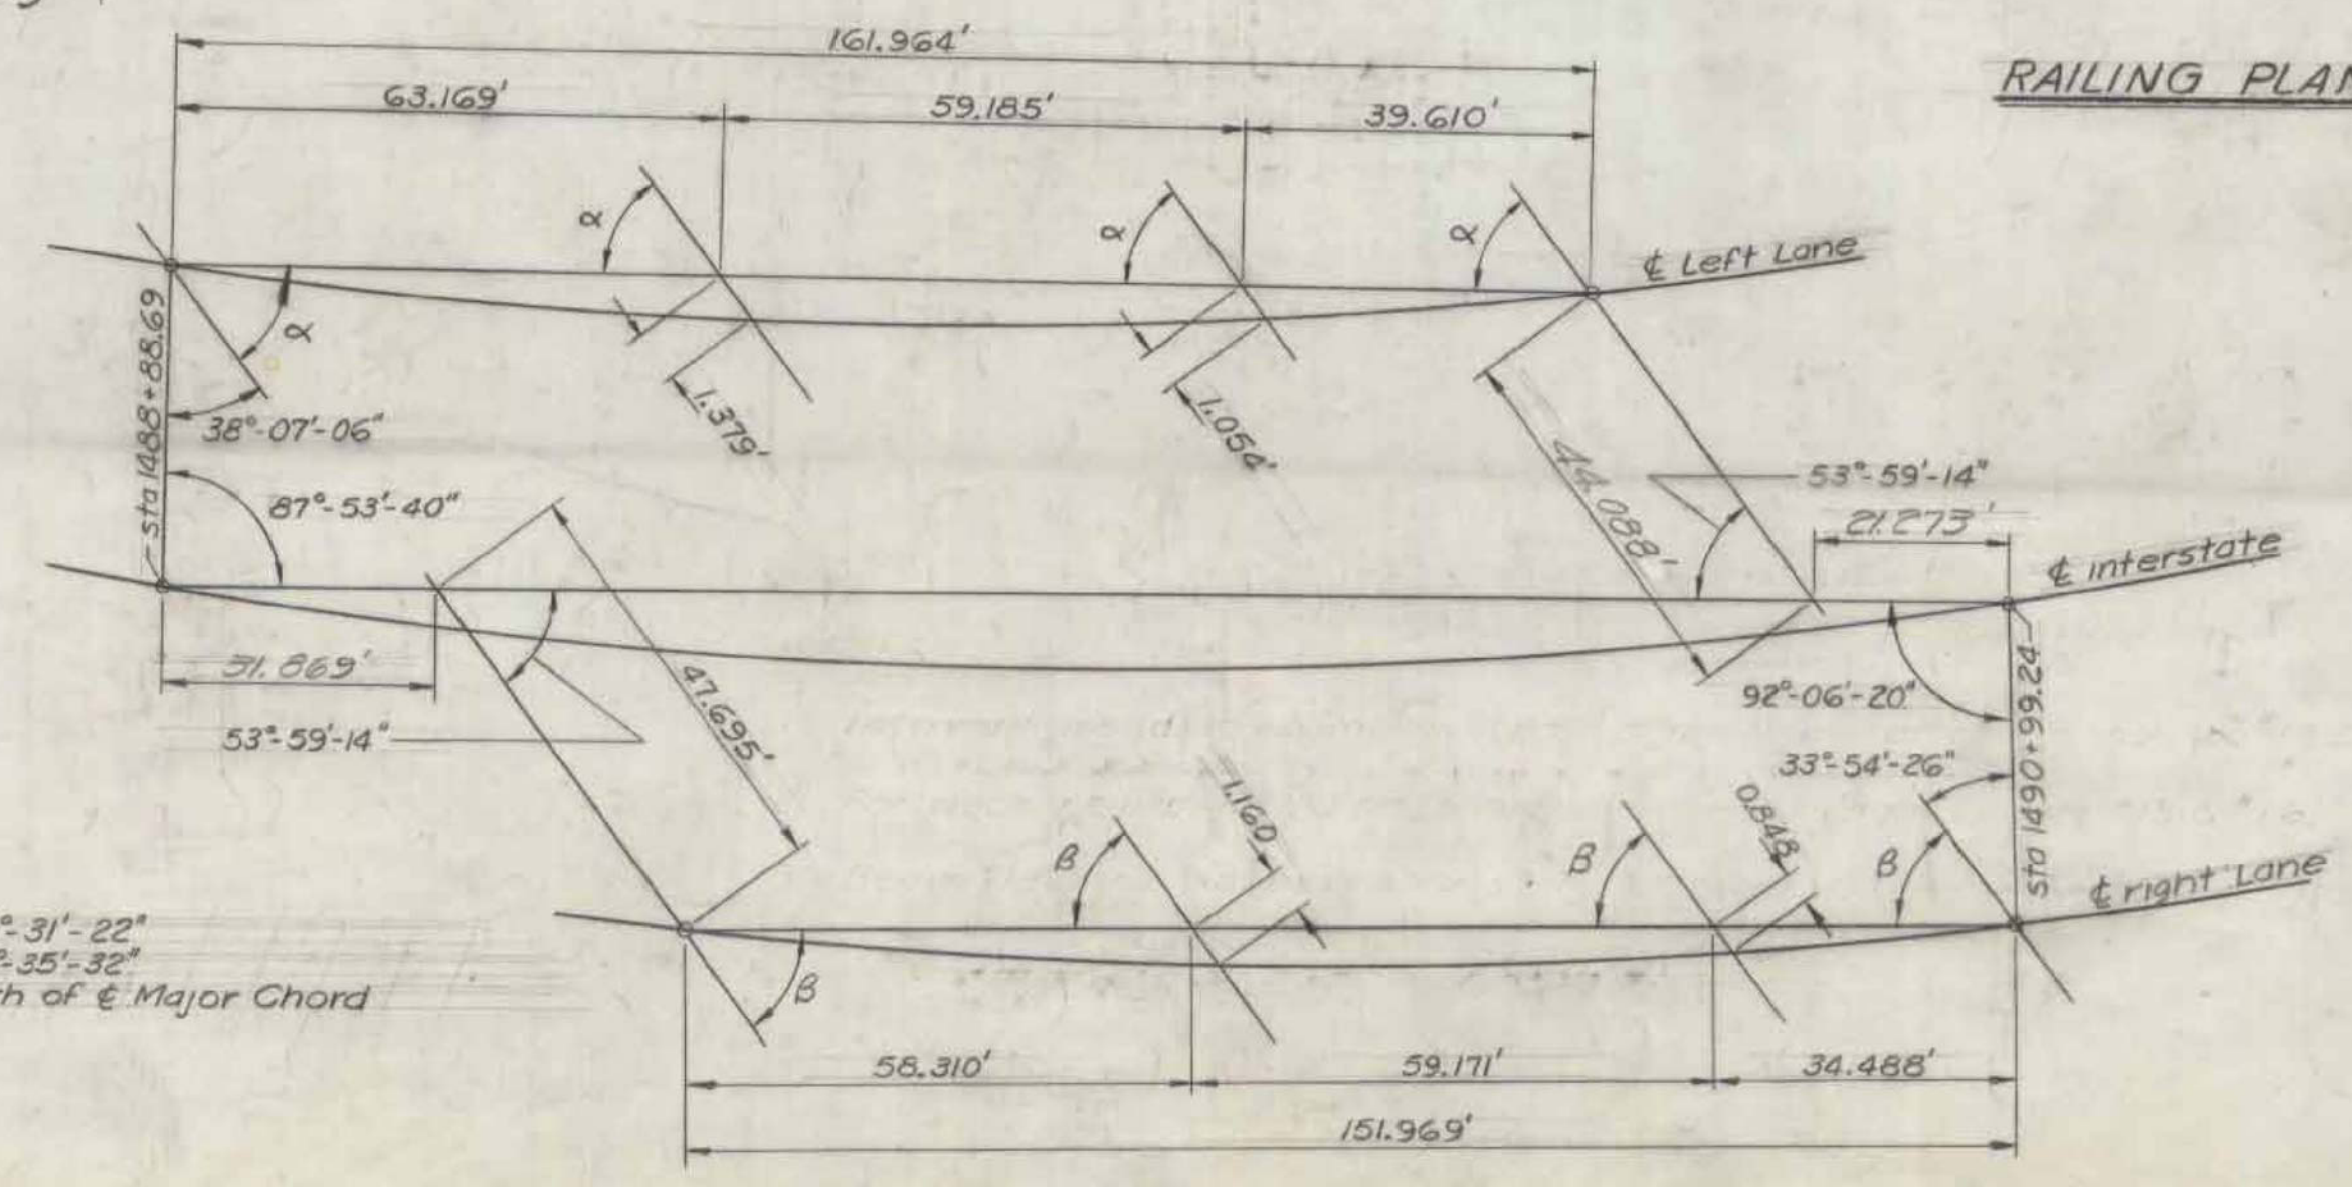 161.964'
RAILING PLAN
63.169'
59.185'
39.610'
α
α
α
℄ Left Lane
α
sta 1488+88.69
38°-07'-06"
1.379'
1.054'
44.088'
53°-59'-14"
87°-53'-40"
21.273'
℄ interstate
31.869'
47.695'
92°-06'-20"
53°-59'-14"
33°-54'-26"
sta 1490+99.24
1.160
0.848
β
β
β
℄ right Lane
°-31'-22"
°-35'-32"
β
of ℄ Major Chord
58.310'
59.171'
34.488'
151.969'